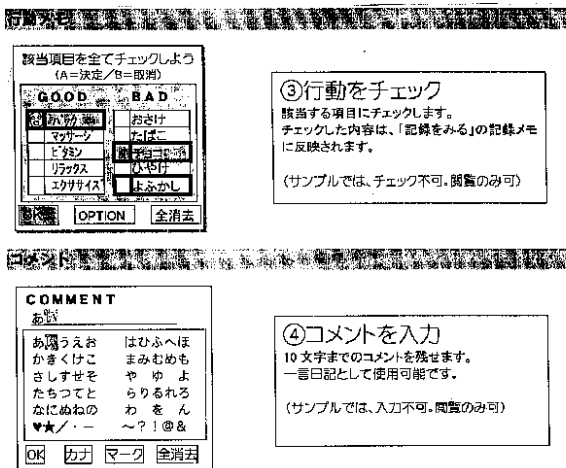 行動メモ
該当項目を全てチェックしよう
(A=決定/B=取消)
GOOD BAD
おさけ
マッサージ たばこ
ビタミン チョコ
リラックス ひやけ
エクササイズ よふかし
OK OPTION 全消去
③行動をチェック
該当する項目にチェックします。
チェックした内容は、「記録をみる」の記録メモ
に反映されます。
(サンプルでは、チェック不可。閲覧のみ可)
コメント
COMMENT
あ
あいうえお はひふへほ
かきくけこ まみむめも
さしすせそ や ゆ よ
たちつてと らりるれろ
なにぬねの わ を ん
♥★/・ー ~?!@&
OK カナ マーク 全消去
④コメントを入力
10文字までのコメントを残せます。
一言日記として使用可能です。
(サンプルでは、入力不可。閲覧のみ可)